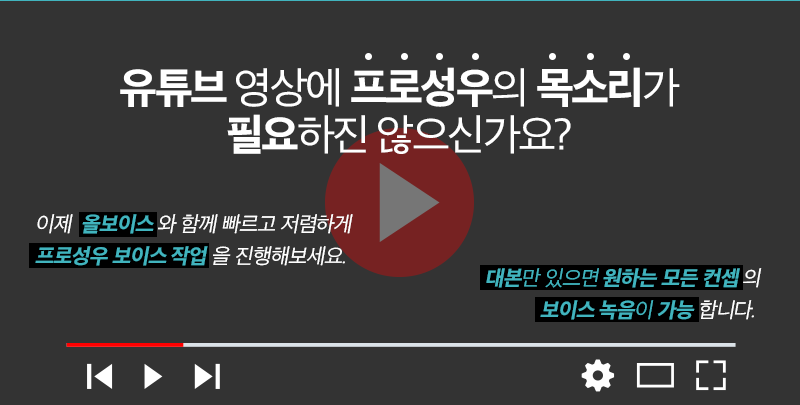 유튜브 영상에 프로성우의 목소리가
필요하진 않으신가요?
이제 올보이스와 함께 빠르고 저렴하게
프로성우 보이스 작업을 진행해보세요.
대본만 있으면 원하는 모든 컨셉의
보이스 녹음이 가능합니다.